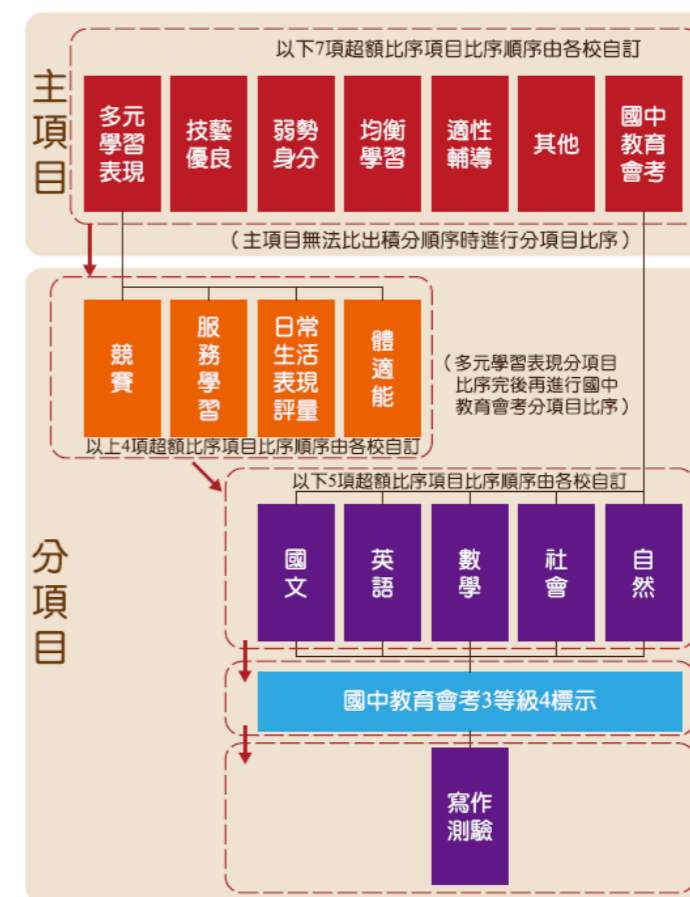 主項目
以下7項超額比序項目比序順序由各校自訂
多元學習表現
技藝優良
弱勢身分
均衡學習
適性輔導
其他
國中教育會考
（主項目無法比出積分順序時進行分項目比序）
分項目
競賽
服務學習
日常生活表現評量
體適能
以上4項超額比序項目比序順序由各校自訂
（多元學習表現分項目
比序完後再進行國中
教育會考分項目比序）
以下5項超額比序項目比序順序由各校自訂
國文
英語
數學
社會
自然
國中教育會考3等級4標示
寫作測驗